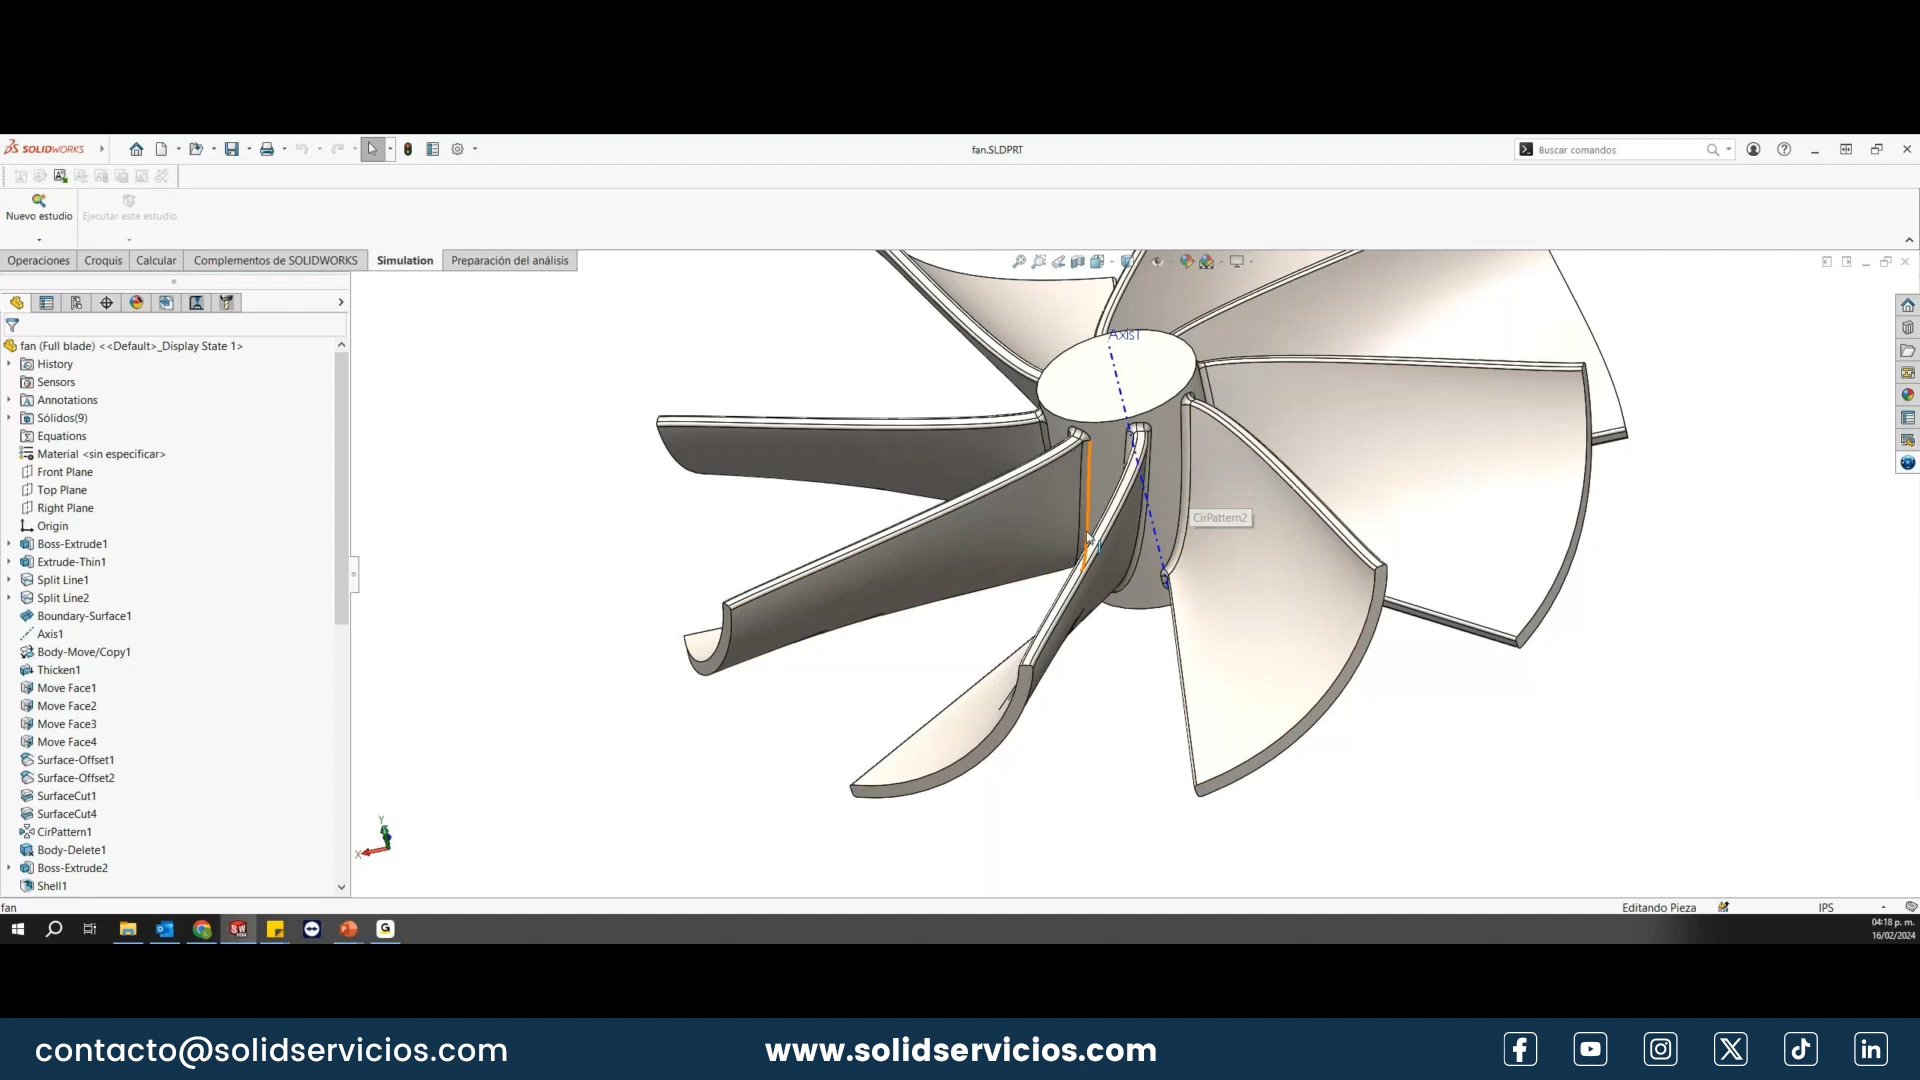 SOLIDWORKS
fan.SLDPRT
Buscar comandos
Nuevo estudio
Ejecutar este estudio
Operaciones
Croquis
Calcular
Complementos de SOLIDWORKS
Simulation
Preparación del análisis
fan (Full blade) <<Default>_Display State 1>
History
Sensors
Annotations
Sólidos(9)
Equations
Material <sin especificar>
Front Plane
Top Plane
Right Plane
Origin
Boss-Extrude1
Extrude-Thin1
Split Line1
Split Line2
Boundary-Surface1
Axis1
Body-Move/Copy1
Thicken1
Move Face1
Move Face2
Move Face3
Move Face4
Surface-Offset1
Surface-Offset2
SurfaceCut1
SurfaceCut4
CirPattern1
Body-Delete1
Boss-Extrude2
Shell1
Axis1
CirPattern2
Y
X
fan
Editando Pieza
IPS
04:18 p. m.
16/02/2024
contacto@solidservicios.com
www.solidservicios.com